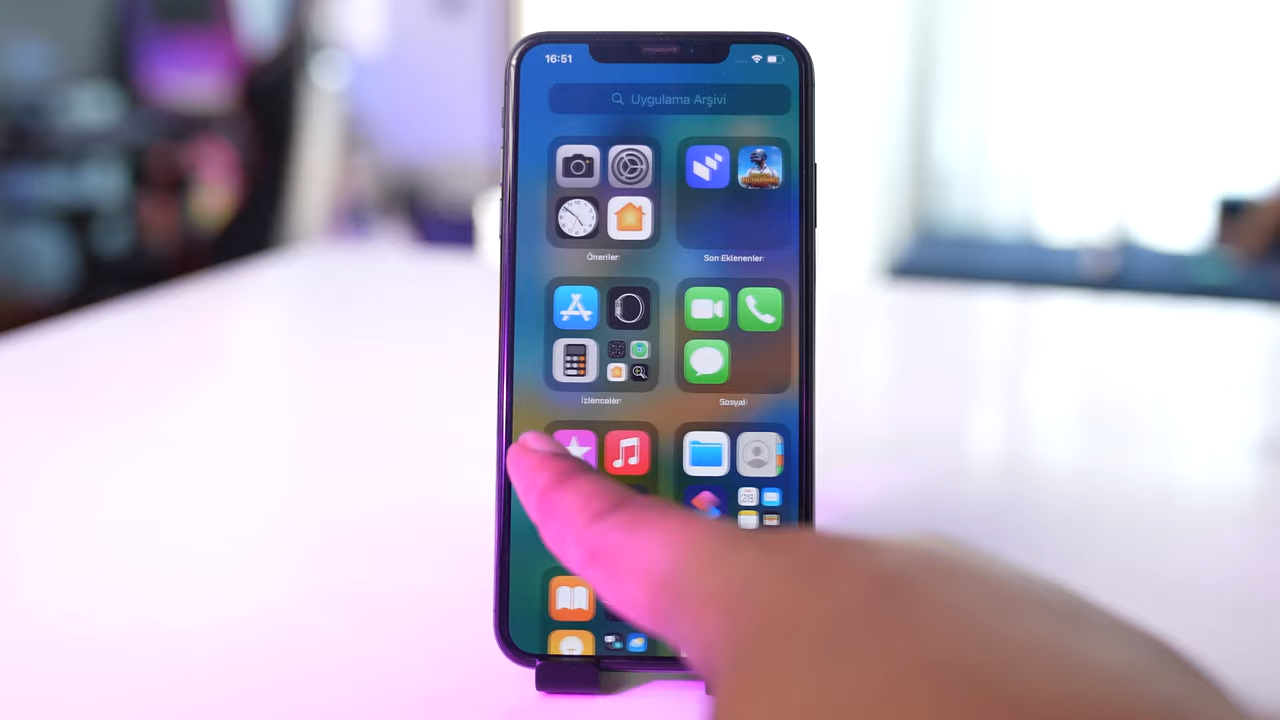 16:51
Uygulama Arşivi
Öneriler
Son Eklenenler
İzlenceler
Sosyal